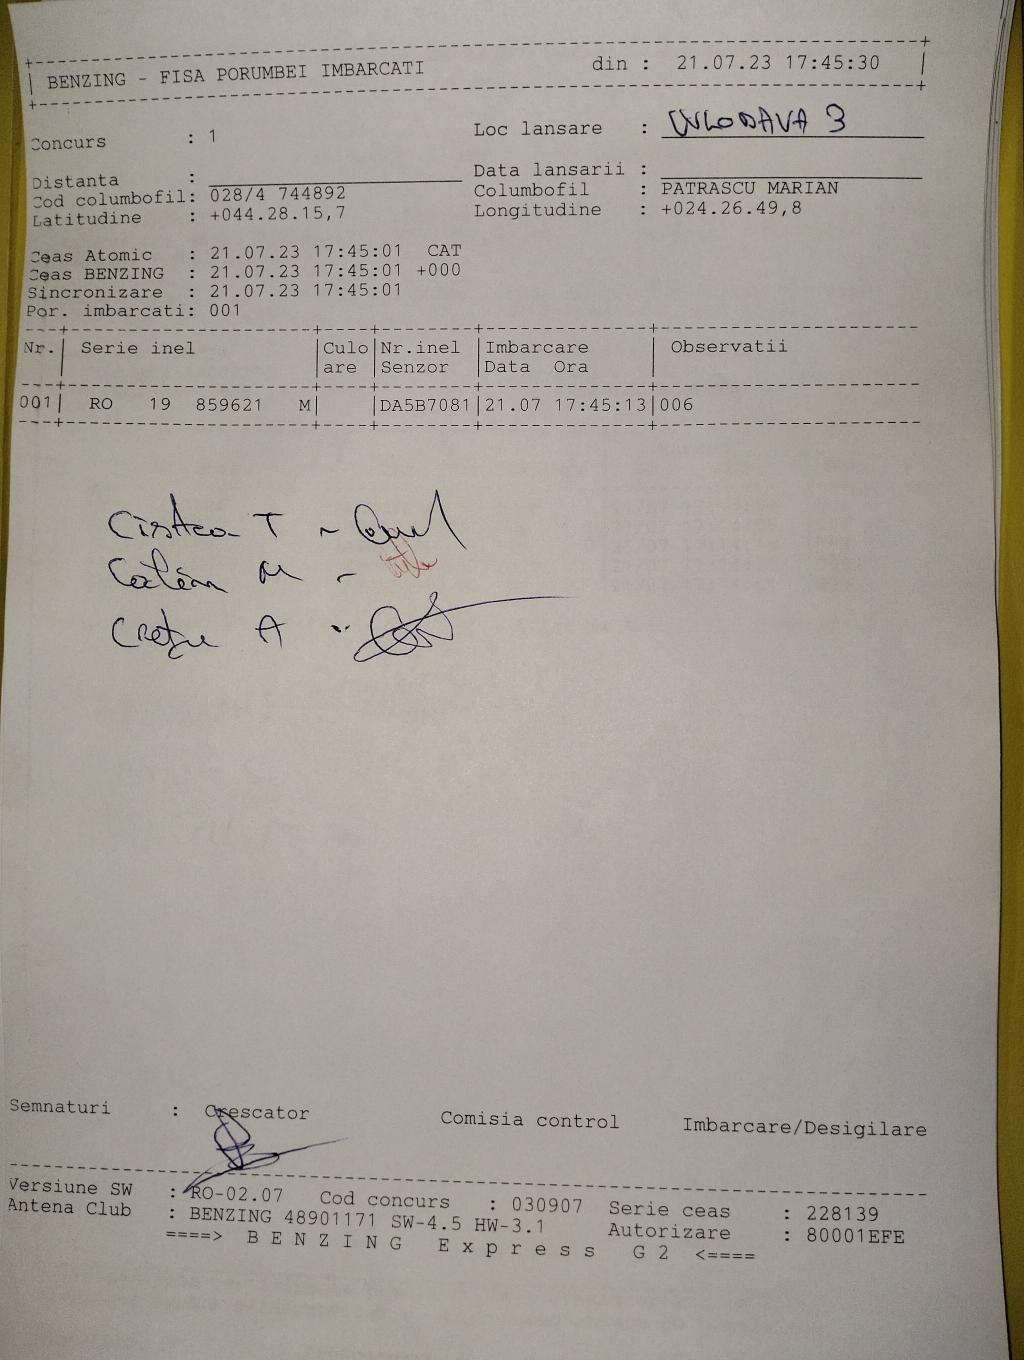 BENZING - FISA PORUMBEI IMBARCATI din : 21.07.23 17:45:30
Concurs : 1 Loc lansare : WLODAVA 3
Distanta : Data lansarii :
Cod columbofil: 028/4 744892 Columbofil : PATRASCU MARIAN
Latitudine : +044.28.15,7 Longitudine : +024.26.49,8
Ceas Atomic : 21.07.23 17:45:01 CAT
Ceas BENZING : 21.07.23 17:45:01 +000
Sincronizare : 21.07.23 17:45:01
Por. imbarcati: 001
Nr. Serie inel Culo Nr.inel Imbarcare Observatii
are Senzor Data Ora
001 RO 19 859621 M DA5B7081 21.07 17:45:13 006
T -
M -
Crețu A -
Semnaturi : Crescator Comisia control Imbarcare/Desigilare
Versiune SW : RO-02.07 Cod concurs : 030907 Serie ceas : 228139
Antena Club : BENZING 48901171 SW-4.5 HW-3.1 Autorizare : 80001EFE
====> B E N Z I N G E x p r e s s G 2 <====